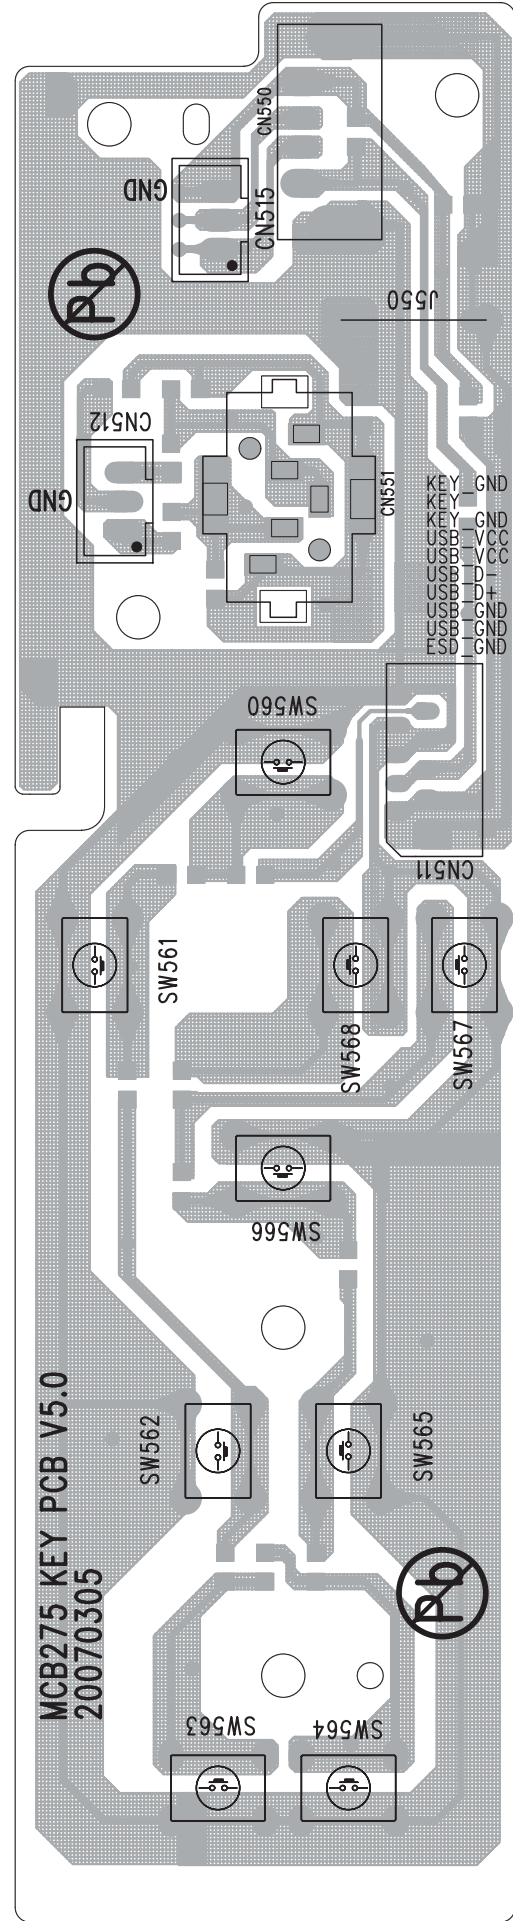 CN550
GND
CN515
Pb
J550
CN512
GND
CN551
KEY_GND
KEY
KEY_GND
USB_VCC
USB_VCC
USB_D-
USB_D+
USB_GND
USB_GND
ESD_GND
SW560
CN511
SW561
SW568
SW567
SW566
SW562
SW565
MCB275 KEY PCB V5.0
20070305
Pb
SW563
SW564